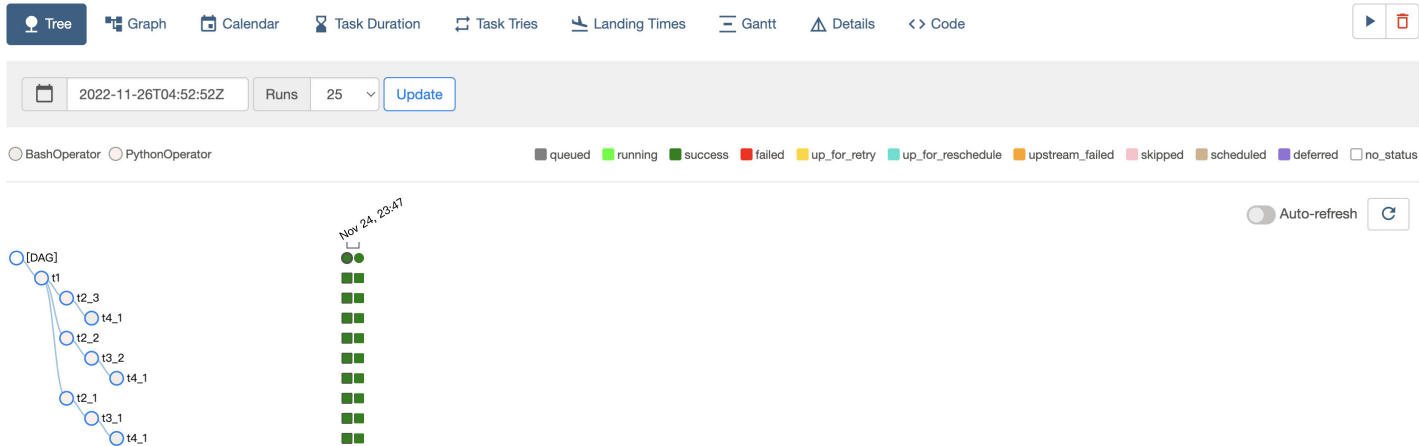 Tree Graph Calendar Task Duration Task Tries Landing Times Gantt Details <> Code
2022-11-26T04:52:52Z Runs 25 Update
BashOperator PythonOperator queued running success failed up_for_retry up_for_reschedule upstream_failed skipped scheduled deferred no_status
Nov 24, 23:47
Auto-refresh
[DAG]
t1
t2_3
t4_1
t2_2
t3_2
t4_1
t2_1
t3_1
t4_1